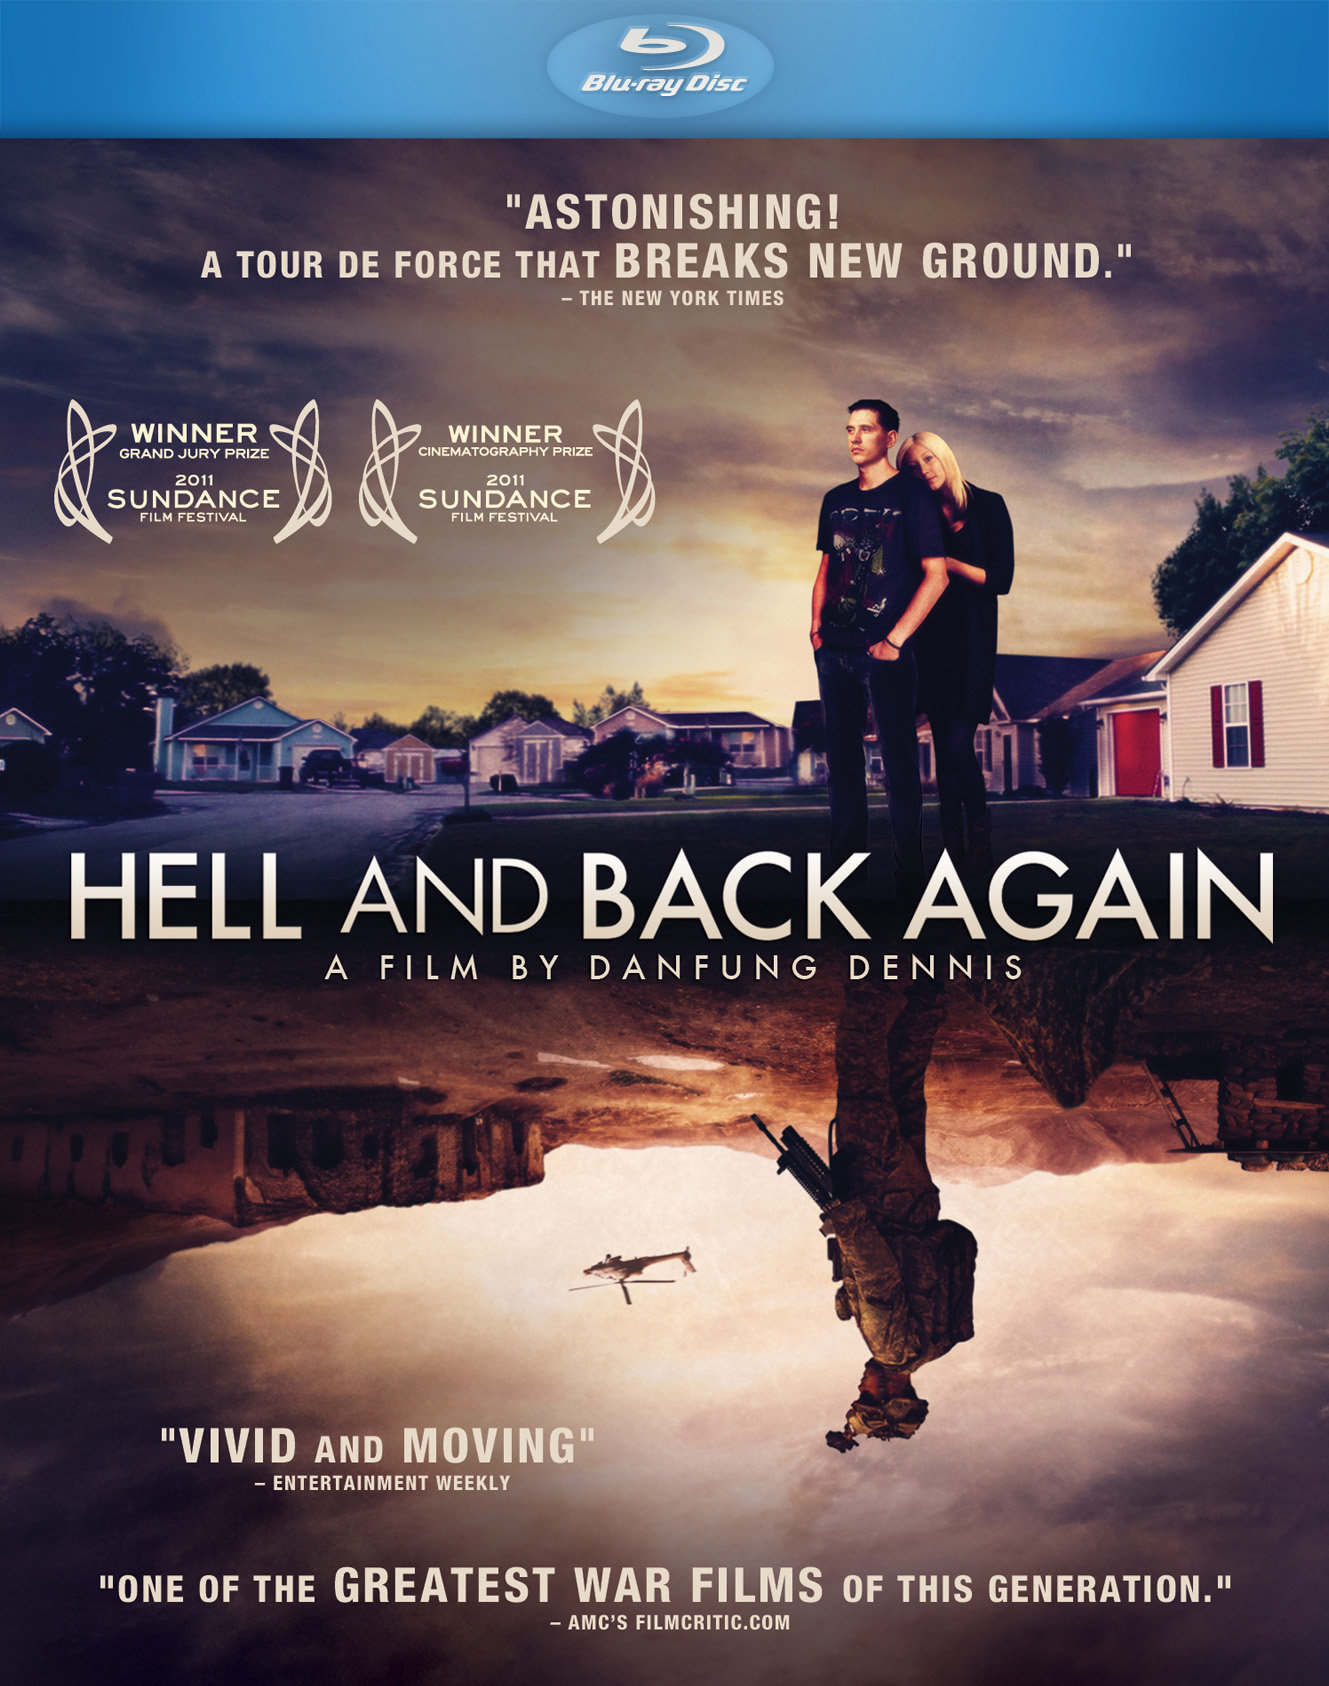 Blu-ray Disc
"ASTONISHING!
A TOUR DE FORCE THAT BREAKS NEW GROUND."
– THE NEW YORK TIMES
WINNER
GRAND JURY PRIZE
2011
SUNDANCE
FILM FESTIVAL
WINNER
CINEMATOGRAPHY PRIZE
2011
SUNDANCE
FILM FESTIVAL
HELL AND BACK AGAIN
A FILM BY DANFUNG DENNIS
"VIVID AND MOVING"
– ENTERTAINMENT WEEKLY
"ONE OF THE GREATEST WAR FILMS OF THIS GENERATION."
– AMC'S FILMCRITIC.COM